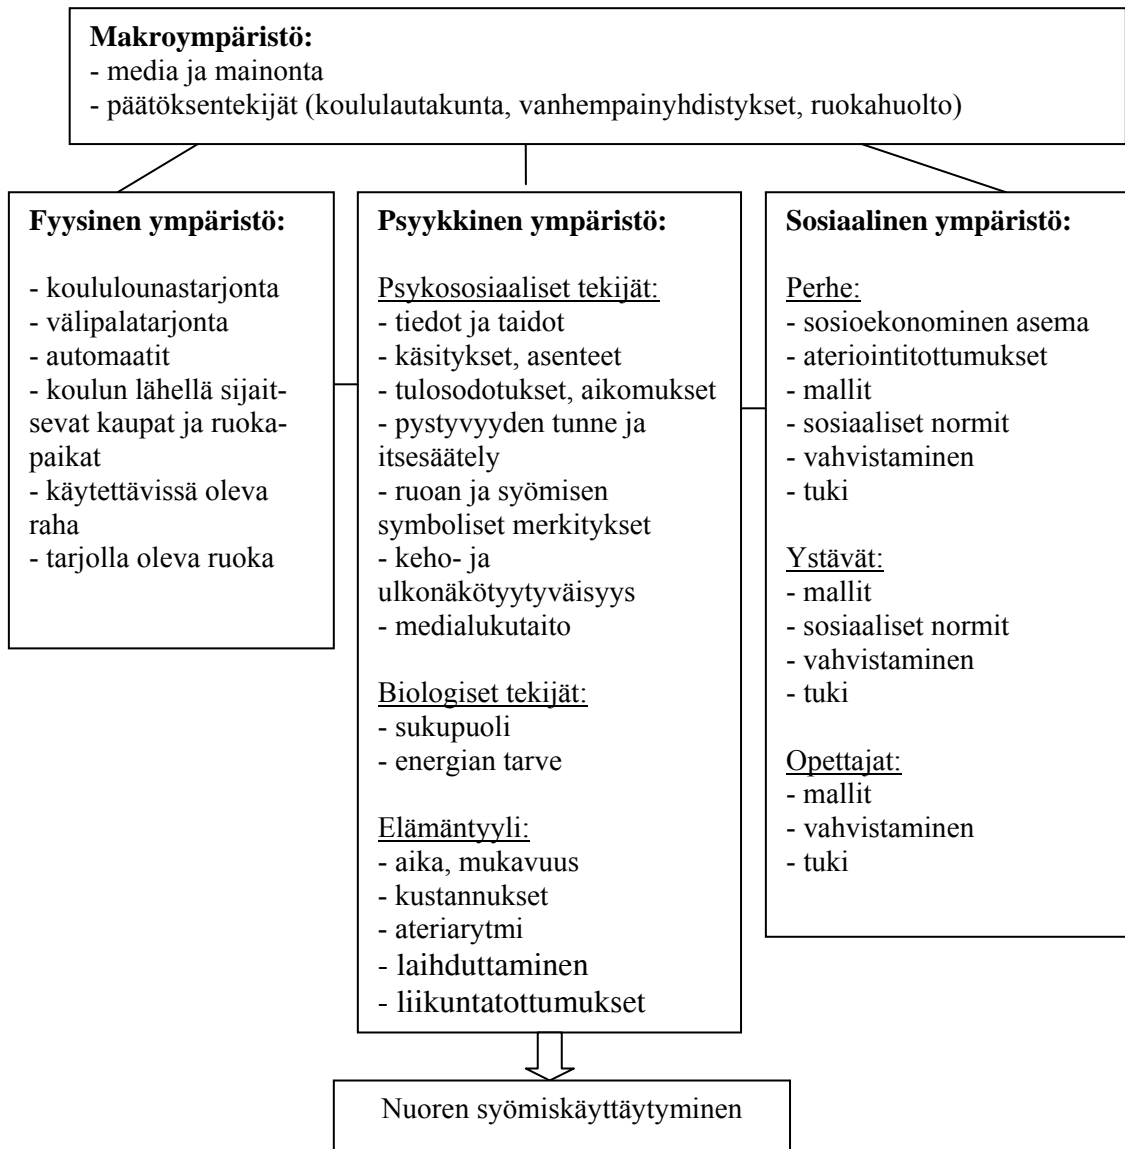 Makroympäristö:
- media ja mainonta
- päätöksentekijät (koululautakunta, vanhempainyhdistykset, ruokahuolto)
Fyysinen ympäristö:
- koululounastarjonta
- välipalatarjonta
- automaatit
- koulun lähellä sijait-
sevat kaupat ja ruoka-
paikat
- käytettävissä oleva
raha
- tarjolla oleva ruoka
Psyykkinen ympäristö:
Psykososiaaliset tekijät:
- tiedot ja taidot
- käsitykset, asenteet
- tulosodotukset, aikomukset
- pystyvyyden tunne ja
itsesäätely
- ruoan ja syömisen
symboliset merkitykset
- keho- ja
ulkonäkötyytyväisyys
- medialukutaito
Biologiset tekijät:
- sukupuoli
- energian tarve
Elämäntyyli:
- aika, mukavuus
- kustannukset
- ateriarytmi
- laihduttaminen
- liikuntatottumukset
Sosiaalinen ympäristö:
Perhe:
- sosioekonominen asema
- ateriointitottumukset
- mallit
- sosiaaliset normit
- vahvistaminen
- tuki
Ystävät:
- mallit
- sosiaaliset normit
- vahvistaminen
- tuki
Opettajat:
- mallit
- vahvistaminen
- tuki
Nuoren syömiskäyttäytyminen